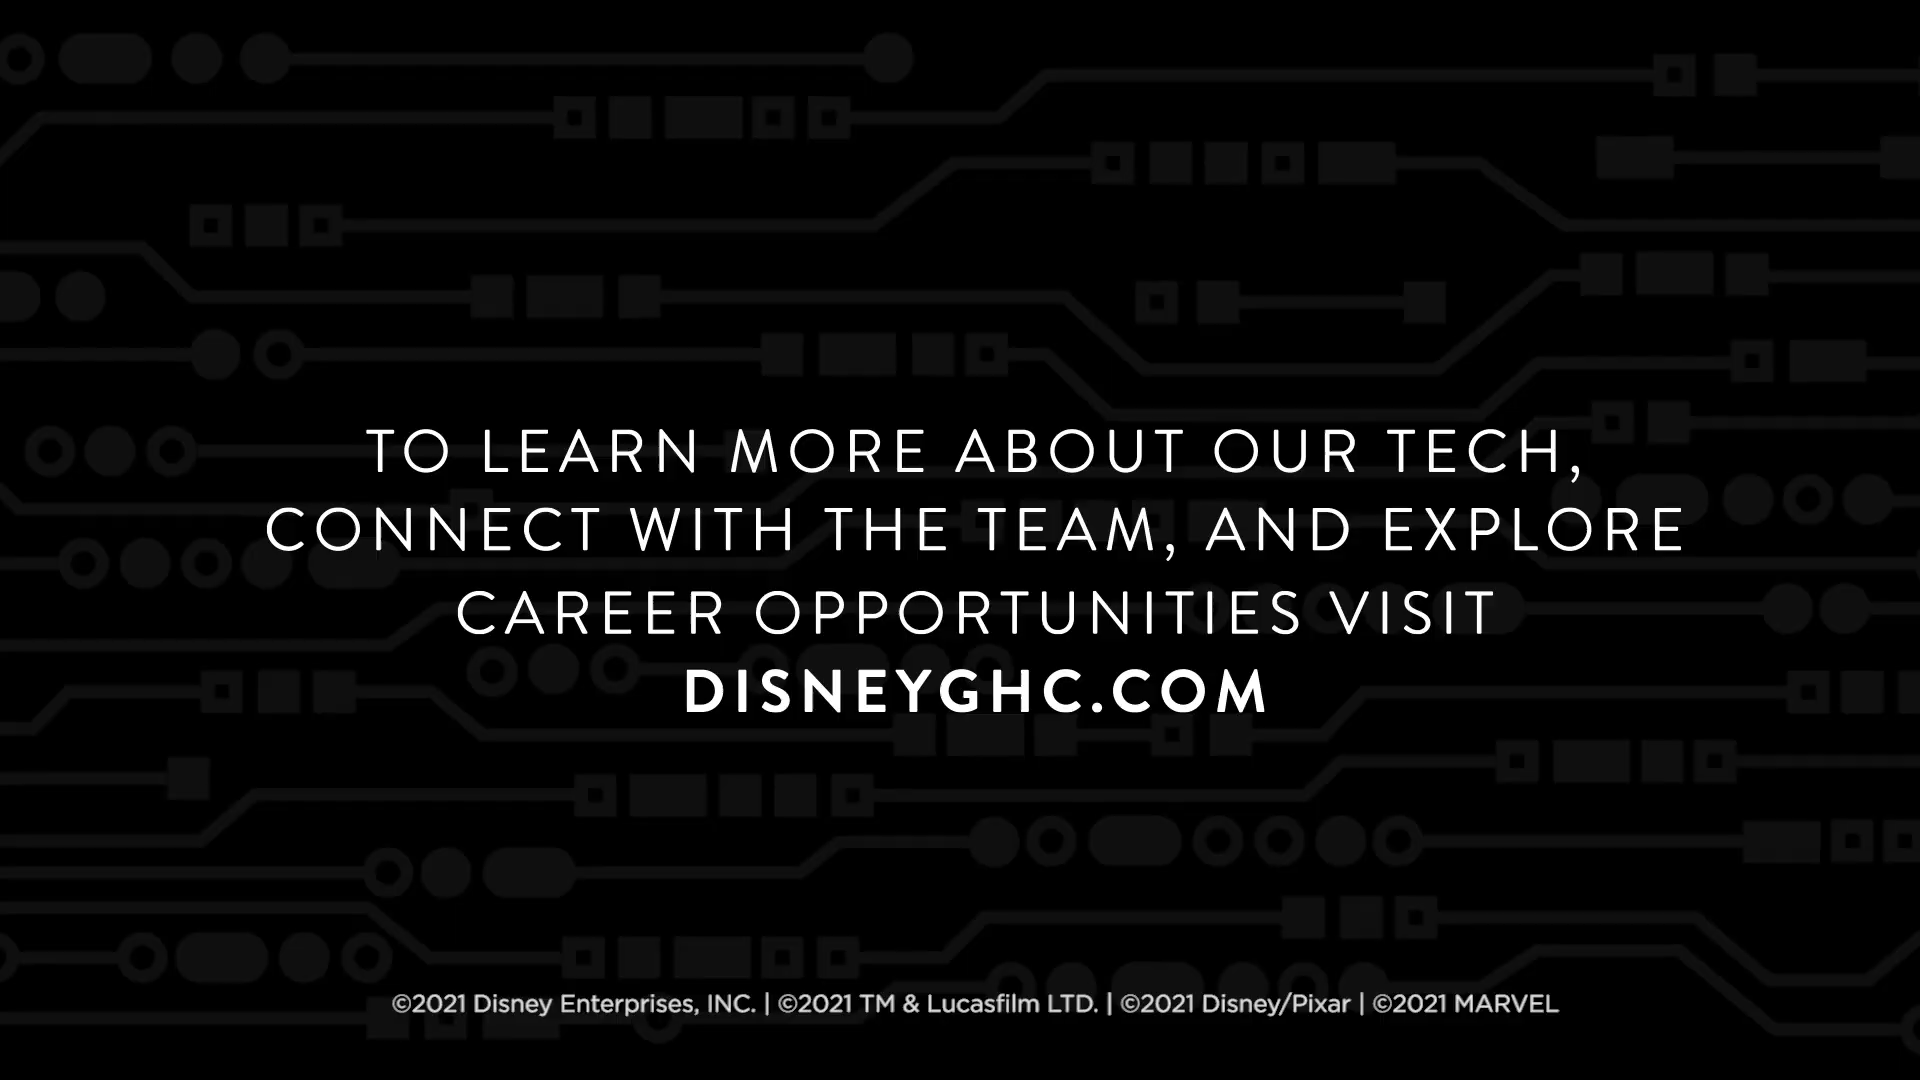 TO LEARN MORE ABOUT OUR TECH,
CONNECT WITH THE TEAM, AND EXPLORE
CAREER OPPORTUNITIES VISIT
DISNEYGHC.COM
©2021 Disney Enterprises, INC. | ©2021 TM & Lucasfilm LTD. | ©2021 Disney/Pixar | ©2021 MARVEL